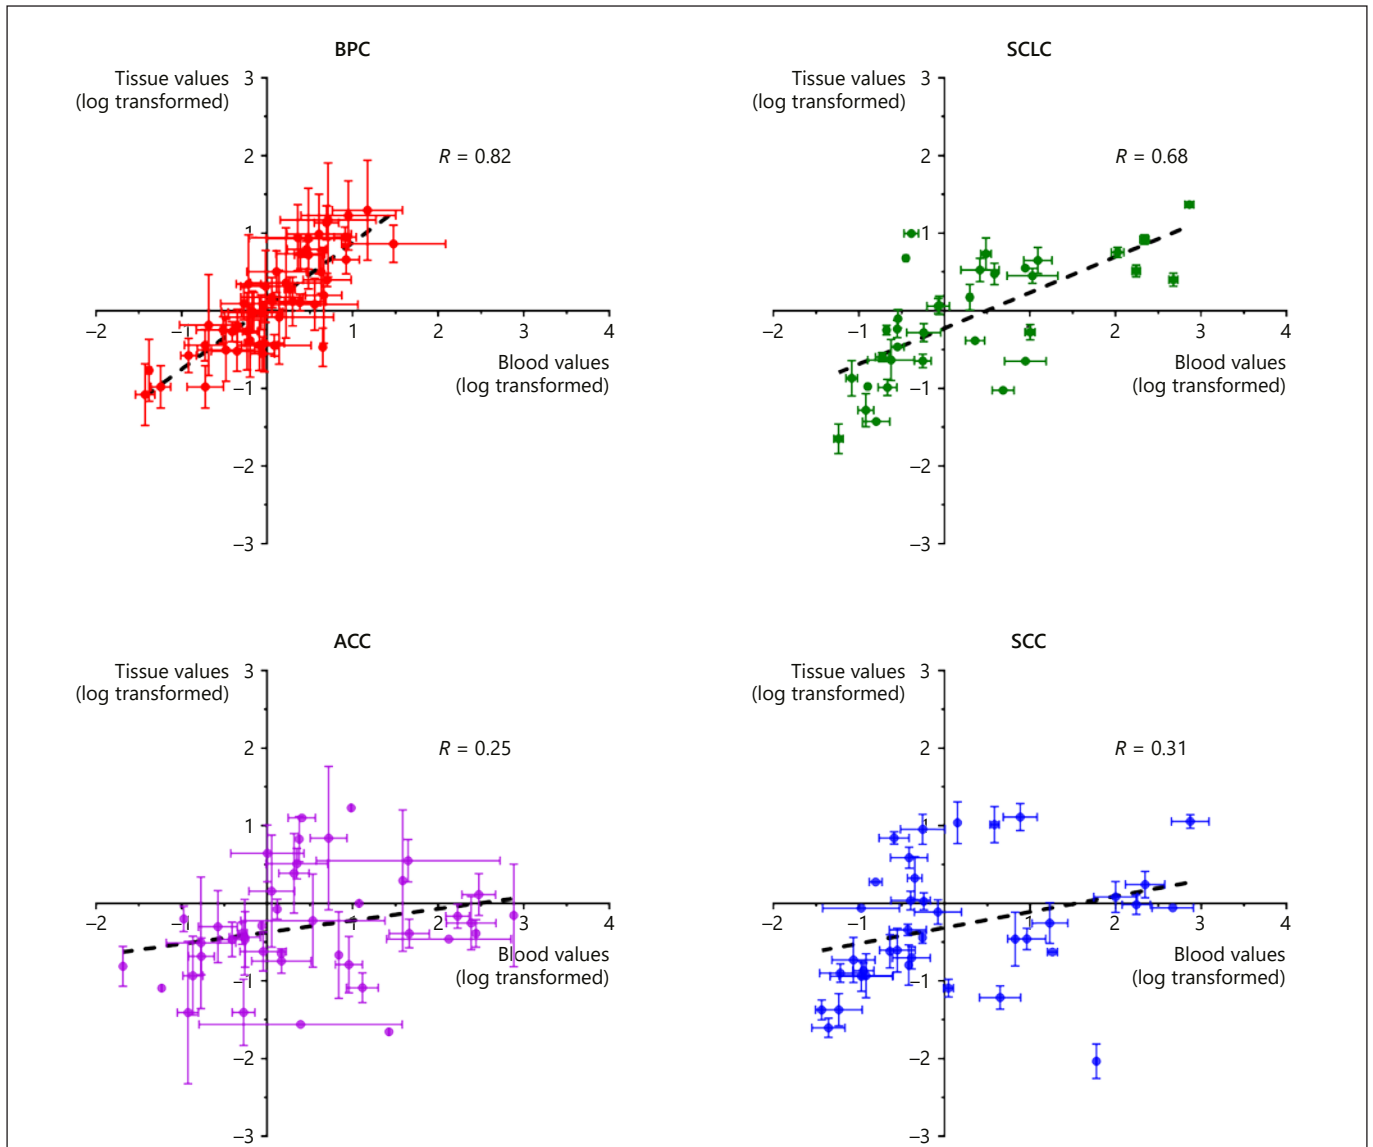 BPC
Tissue values
(log transformed)
3
2
R = 0.82
1
–2
–1
1
2
3
4
Blood values
(log transformed)
–1
–2
–3
SCLC
Tissue values
(log transformed)
3
2
R = 0.68
1
–2
–1
1
2
3
4
Blood values
(log transformed)
–1
–2
–3
ACC
Tissue values
(log transformed)
3
2
R = 0.25
1
–2
–1
1
2
3
4
Blood values
(log transformed)
–1
–2
–3
SCC
Tissue values
(log transformed)
3
2
R = 0.31
1
–2
–1
1
2
3
4
Blood values
(log transformed)
–1
–2
–3